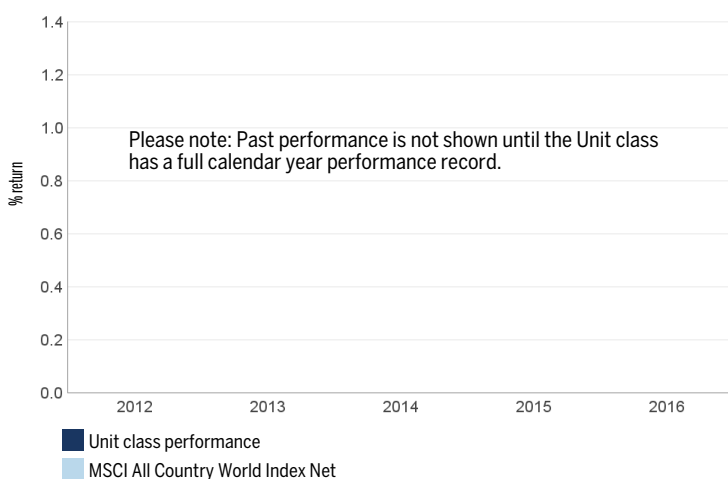 1.4
1.2
1.0
Please note: Past performance is not shown until the Unit class
has a full calendar year performance record.
0.8
% return
0.6
0.4
0.2
0.0
2012 2013 2014 2015 2016
Unit class performance
MSCI All Country World Index Net